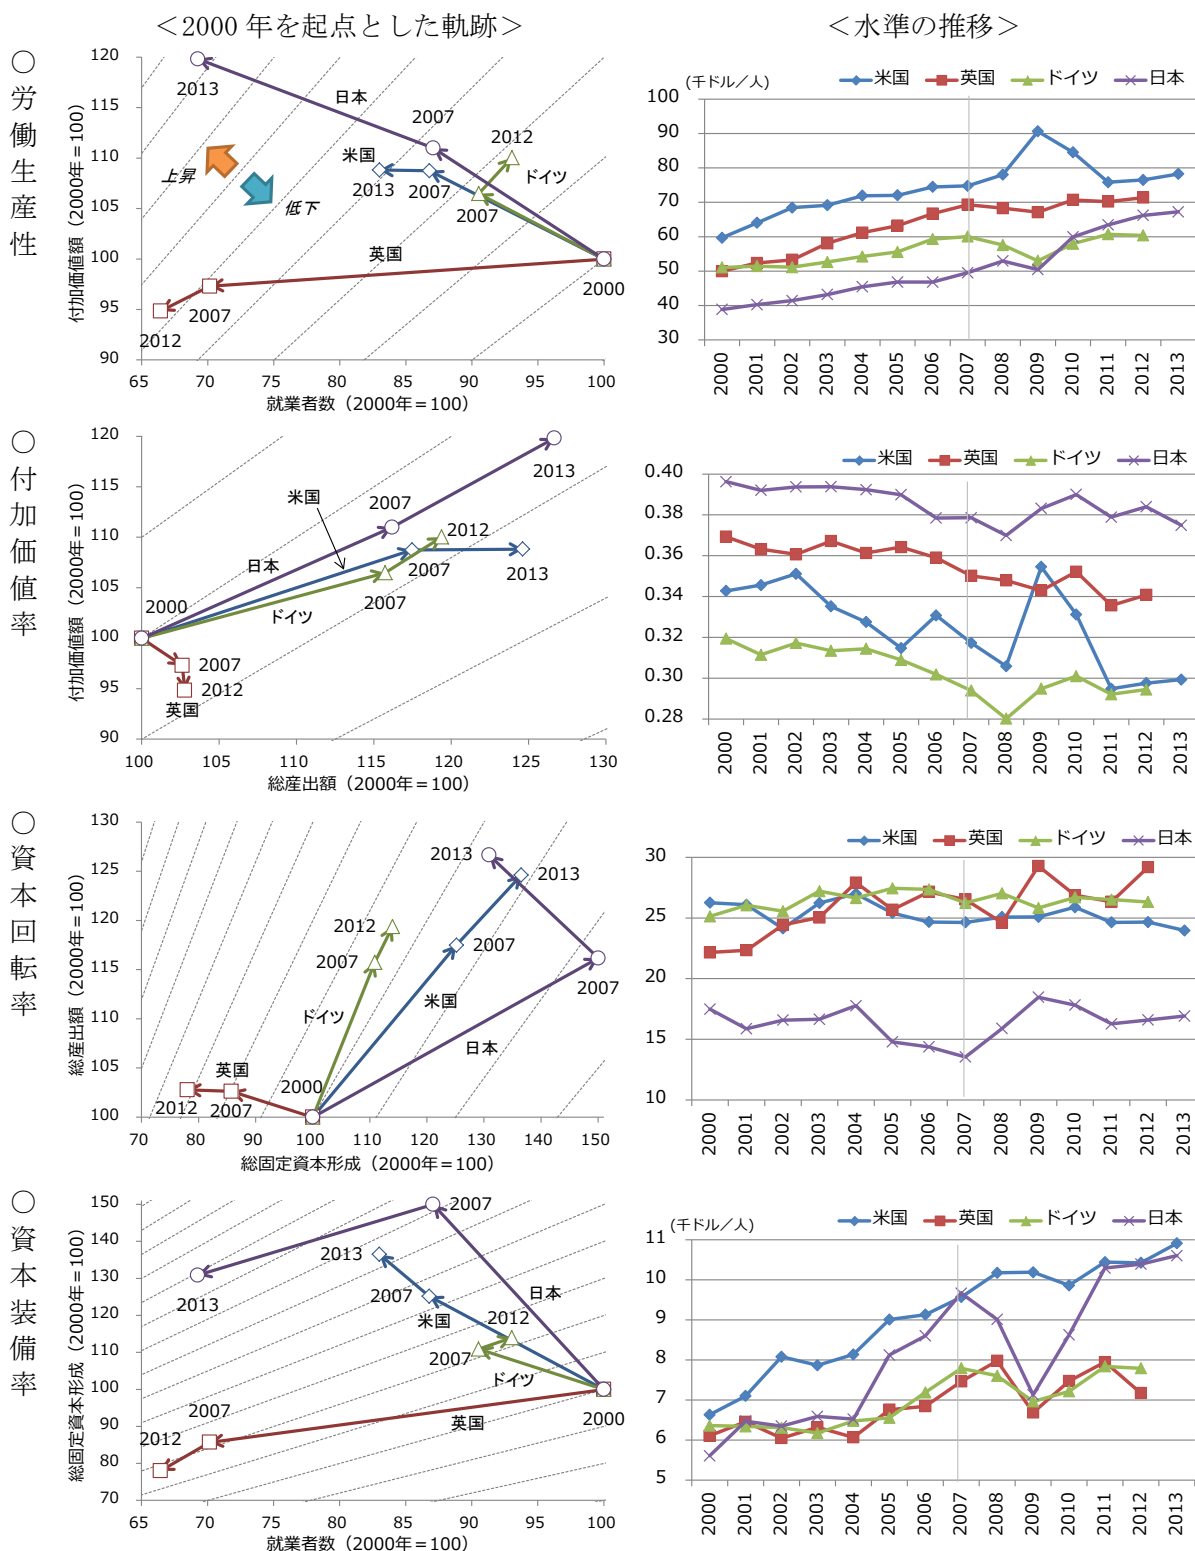 ＜2000 年を起点とした軌跡＞
＜水準の推移＞
○労働生産性
付加価値額（2000年＝100）
120
115
110
105
100
95
90
65 70 75 80 85 90 95 100
就業者数（2000年＝100）
2013
日本
2007
2012
米国
ドイツ
上昇
2013
2007
2007
低下
英国
2000
2007
2012
(千ドル／人)
米国 英国 ドイツ 日本
100
90
80
70
60
50
40
30
2000 2001 2002 2003 2004 2005 2006 2007 2008 2009 2010 2011 2012 2013
○付加価値率
付加価値額（2000年＝100）
120
115
110
105
100
95
90
100 105 110 115 120 125 130
総産出額（2000年＝100）
2013
米国
2007
2012
日本
2007
2013
2007
2000
ドイツ
2007
2012
英国
米国 英国 ドイツ 日本
0.40
0.38
0.36
0.34
0.32
0.30
0.28
2000 2001 2002 2003 2004 2005 2006 2007 2008 2009 2010 2011 2012 2013
○資本回転率
総産出額（2000年＝100）
130
125
120
115
110
105
100
70 80 90 100 110 120 130 140 150
総固定資本形成（2000年＝100）
2013
2013
2012
2007
2007
2007
米国
ドイツ
日本
英国
2000
2012
2007
米国 英国 ドイツ 日本
30
25
20
15
10
2000 2001 2002 2003 2004 2005 2006 2007 2008 2009 2010 2011 2012 2013
○資本装備率
総固定資本形成（2000年＝100）
150
140
130
120
110
100
90
80
70
65 70 75 80 85 90 95 100
就業者数（2000年＝100）
2007
2013
2007
日本
2013
米国
2012
2007
ドイツ
2007
英国
2000
2012
(千ドル／人)
米国 英国 ドイツ 日本
11
10
9
8
7
6
5
2000 2001 2002 2003 2004 2005 2006 2007 2008 2009 2010 2011 2012 2013